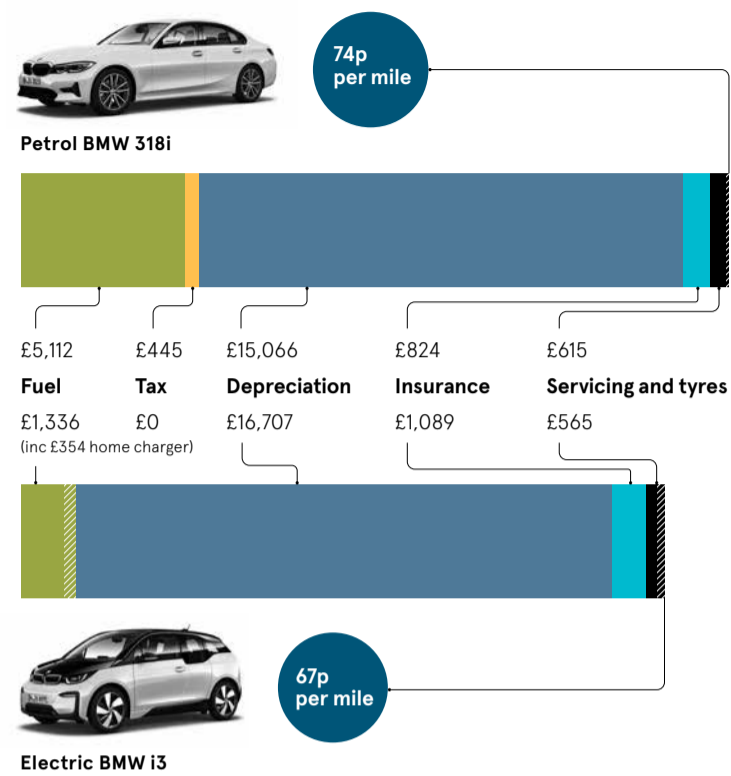 74p
per mile
Petrol BMW 318i
£5,112 £445 £15,066 £824 £615
Fuel Tax Depreciation Insurance Servicing and tyres
£1,336 £0 £16,707 £1,089 £565
(inc £354 home charger)
67p
per mile
Electric BMW i3